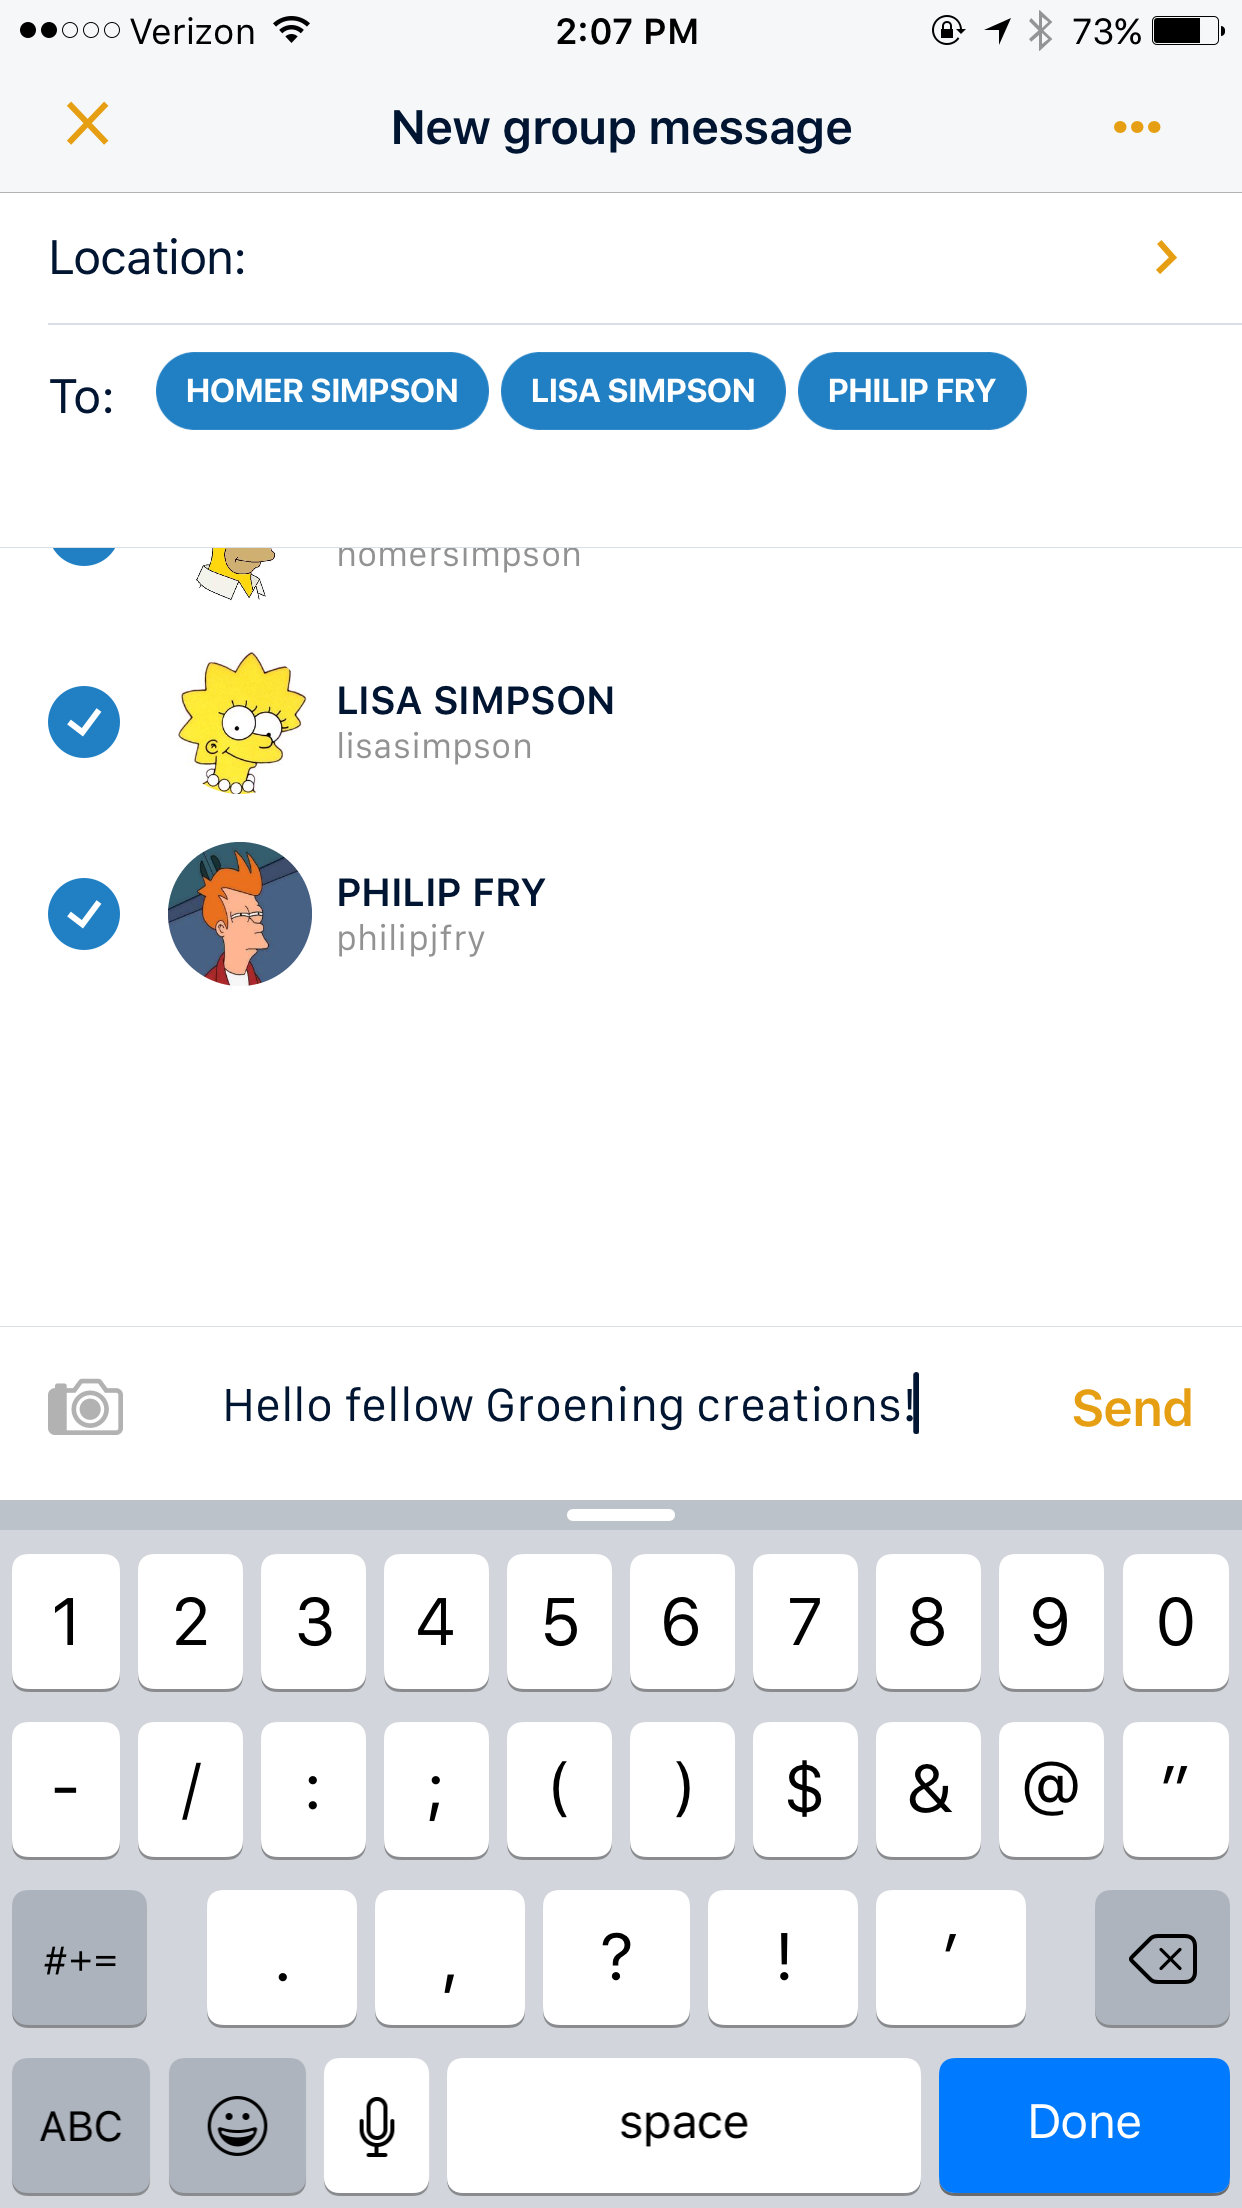 Verizon 2:07 PM 73%
New group message
Location:
To: HOMER SIMPSON LISA SIMPSON PHILIP FRY
homersimpson
LISA SIMPSON
lisasimpson
PHILIP FRY
philipjfry
Hello fellow Groening creations! Send
1 2 3 4 5 6 7 8 9 0
- / : ; ( ) $ & @ "
#+= . , ? ! '
ABC space Done